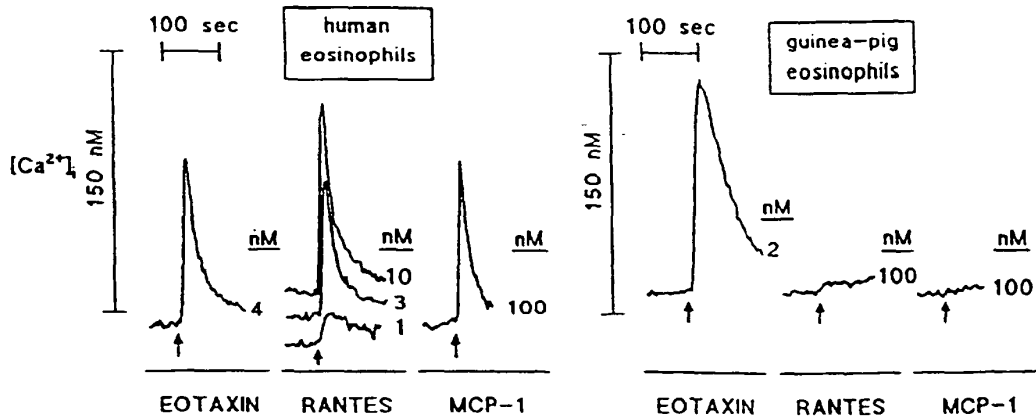 100 sec
human
eosinophils
100 sec
guinea-pig
eosinophils
[Ca²⁺]i
150 nM
nM
4
nM
10
3
1
nM
100
150 nM
nM
2
nM
100
nM
100
EOTAXIN
RANTES
MCP-1
EOTAXIN
RANTES
MCP-1